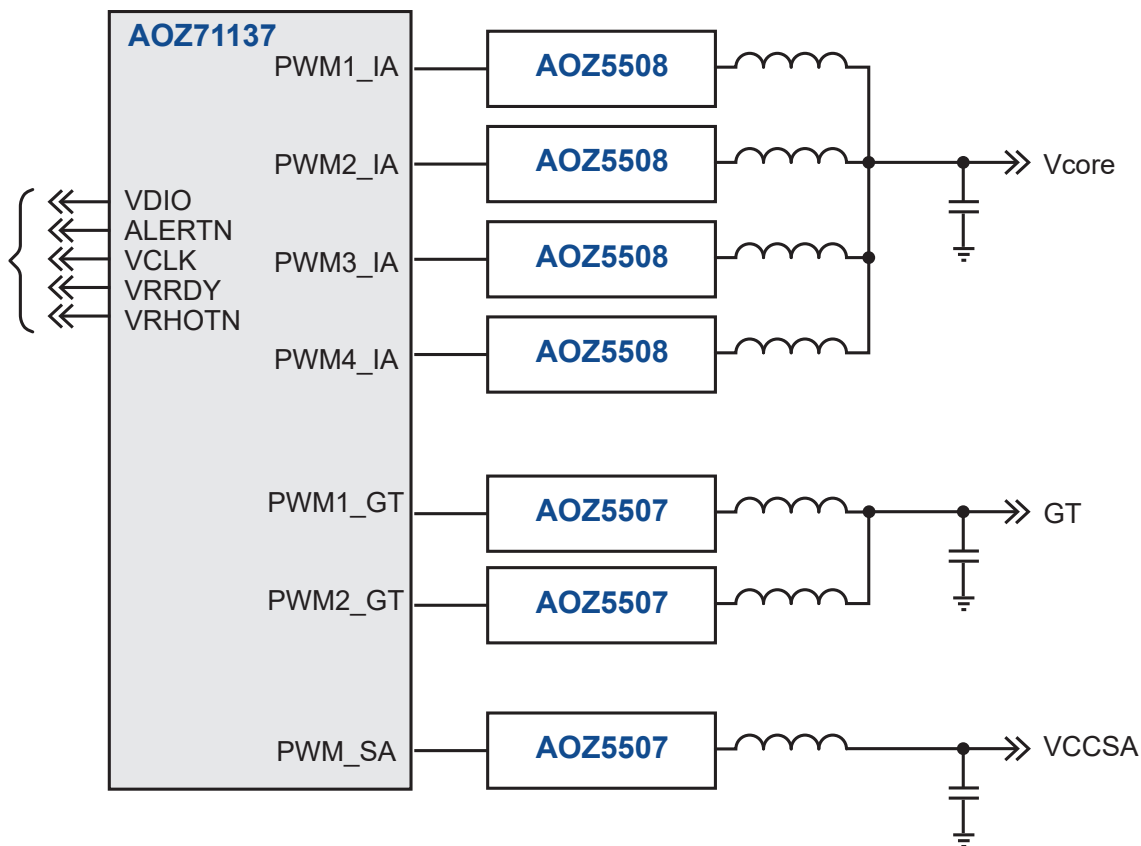 AOZ71137
PWM1_IA
AOZ5508
PWM2_IA
AOZ5508
Vcore
VDIO
ALERTN
VCLK
VRRDY
VRHOTN
PWM3_IA
AOZ5508
PWM4_IA
AOZ5508
PWM1_GT
AOZ5507
GT
PWM2_GT
AOZ5507
PWM_SA
AOZ5507
VCCSA